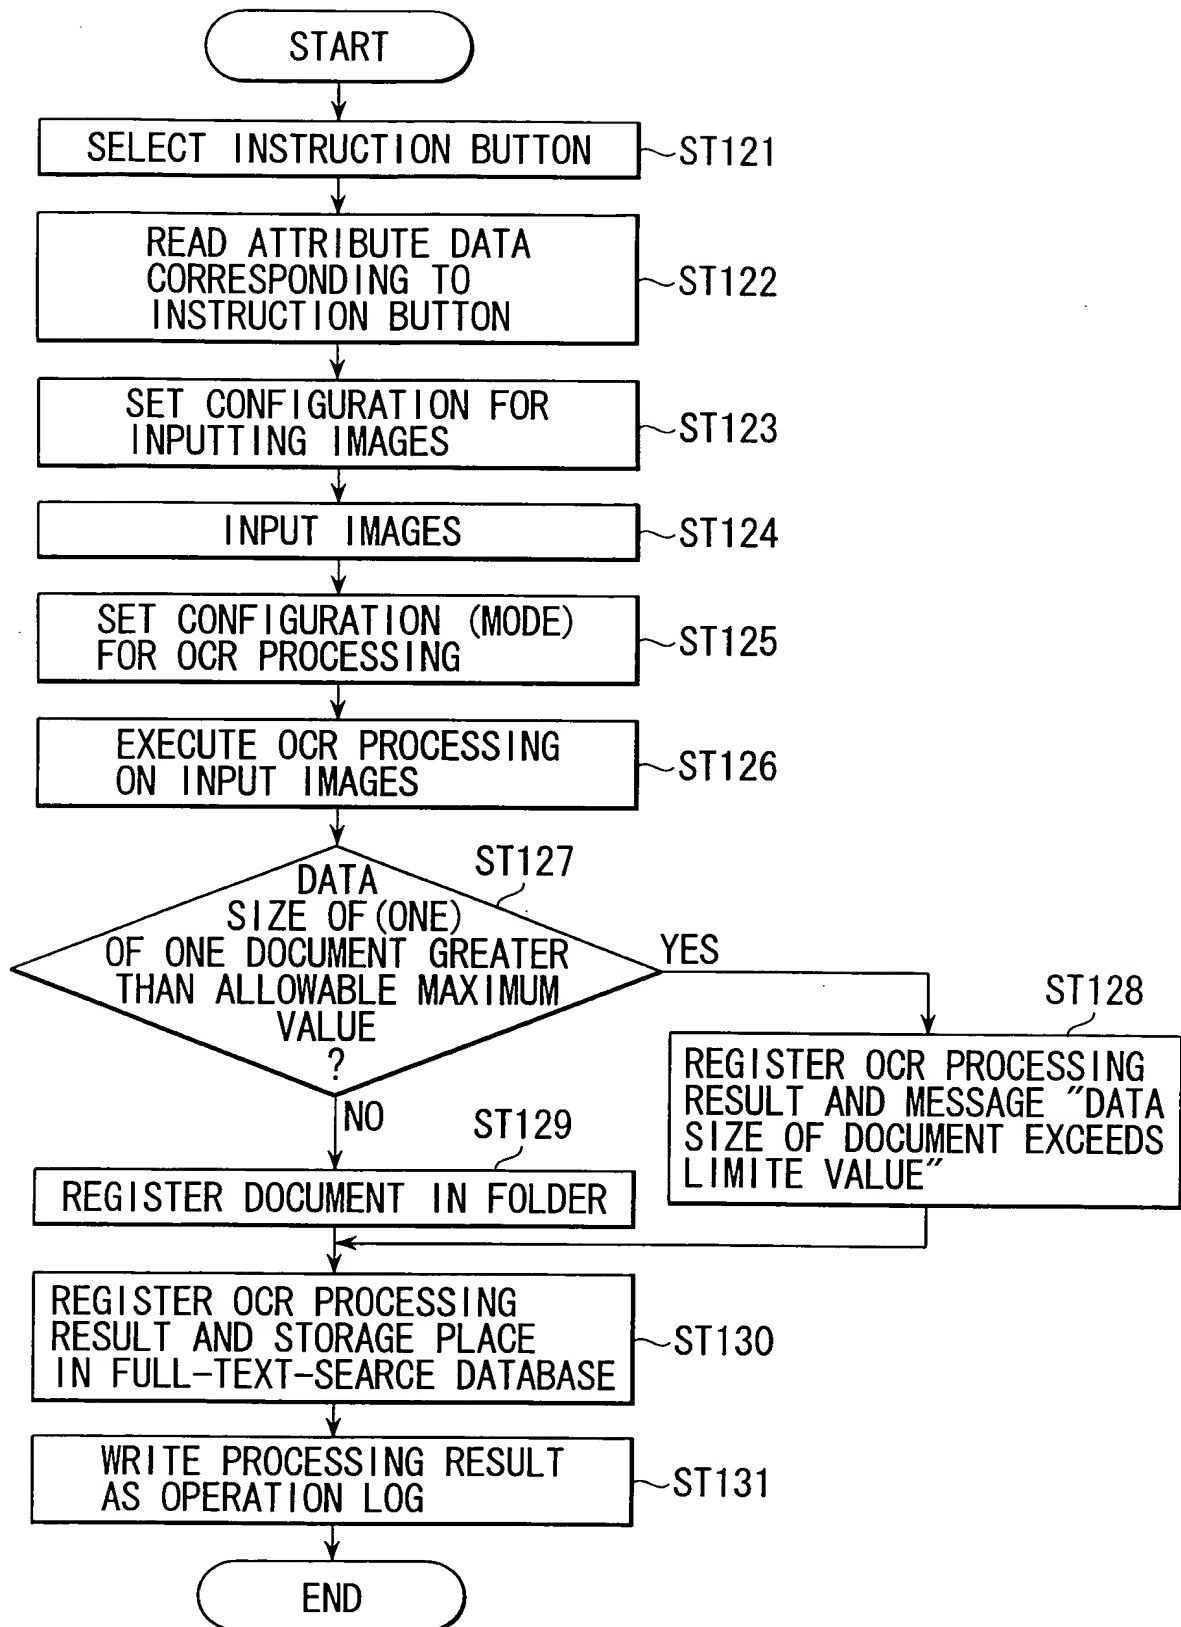 START
SELECT INSTRUCTION BUTTON
ST121
READ ATTRIBUTE DATA
CORRESPONDING TO
INSTRUCTION BUTTON
ST122
SET CONFIGURATION FOR
INPUTTING IMAGES
ST123
INPUT IMAGES
ST124
SET CONFIGURATION (MODE)
FOR OCR PROCESSING
ST125
EXECUTE OCR PROCESSING
ON INPUT IMAGES
ST126
ST127
DATA
SIZE OF (ONE)
OF ONE DOCUMENT GREATER
THAN ALLOWABLE MAXIMUM
VALUE
?
YES
NO
ST128
REGISTER OCR PROCESSING
RESULT AND MESSAGE "DATA
SIZE OF DOCUMENT EXCEEDS
LIMITE VALUE"
ST129
REGISTER DOCUMENT IN FOLDER
REGISTER OCR PROCESSING
RESULT AND STORAGE PLACE
IN FULL-TEXT-SEARCE DATABASE
ST130
WRITE PROCESSING RESULT
AS OPERATION LOG
ST131
END